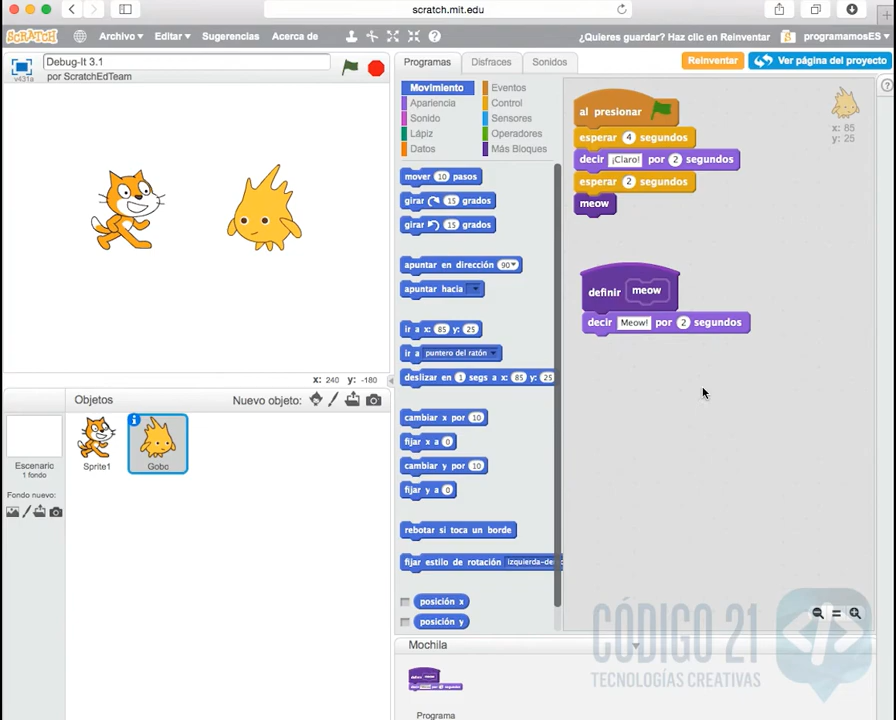 scratch.mit.edu
SCRATCH
Archivo
Editar
Sugerencias
Acerca de
¿Quieres guardar? Haz clic en Reinventar
programamosES
Debug-It 3.1
por ScratchEdTeam
v431a
Programas
Disfraces
Sonidos
Reinventar
Ver página del proyecto
Movimiento
Apariencia
Sonido
Lápiz
Datos
Eventos
Control
Sensores
Operadores
Más Bloques
mover 10 pasos
girar 15 grados
girar 15 grados
apuntar en dirección 90
apuntar hacia
ir a x: 85 y: 25
ir a puntero del ratón
deslizar en 1 segs a x: 85 y: 25
cambiar x por 10
fijar x a 0
cambiar y por 10
fijar y a 0
rebotar si toca un borde
fijar estilo de rotación
posición x
posición y
al presionar
esperar 4 segundos
decir ¡Claro! por 2 segundos
esperar 2 segundos
meow
definir meow
decir Meow! por 2 segundos
x: 85
y: 25
x: 240 y: -180
Objetos
Nuevo objeto:
Escenario
1 fondo
Fondo nuevo:
Sprite1
Gobo
CÓDIGO 21
TECNOLOGÍAS CREATIVAS
Mochila
Programa